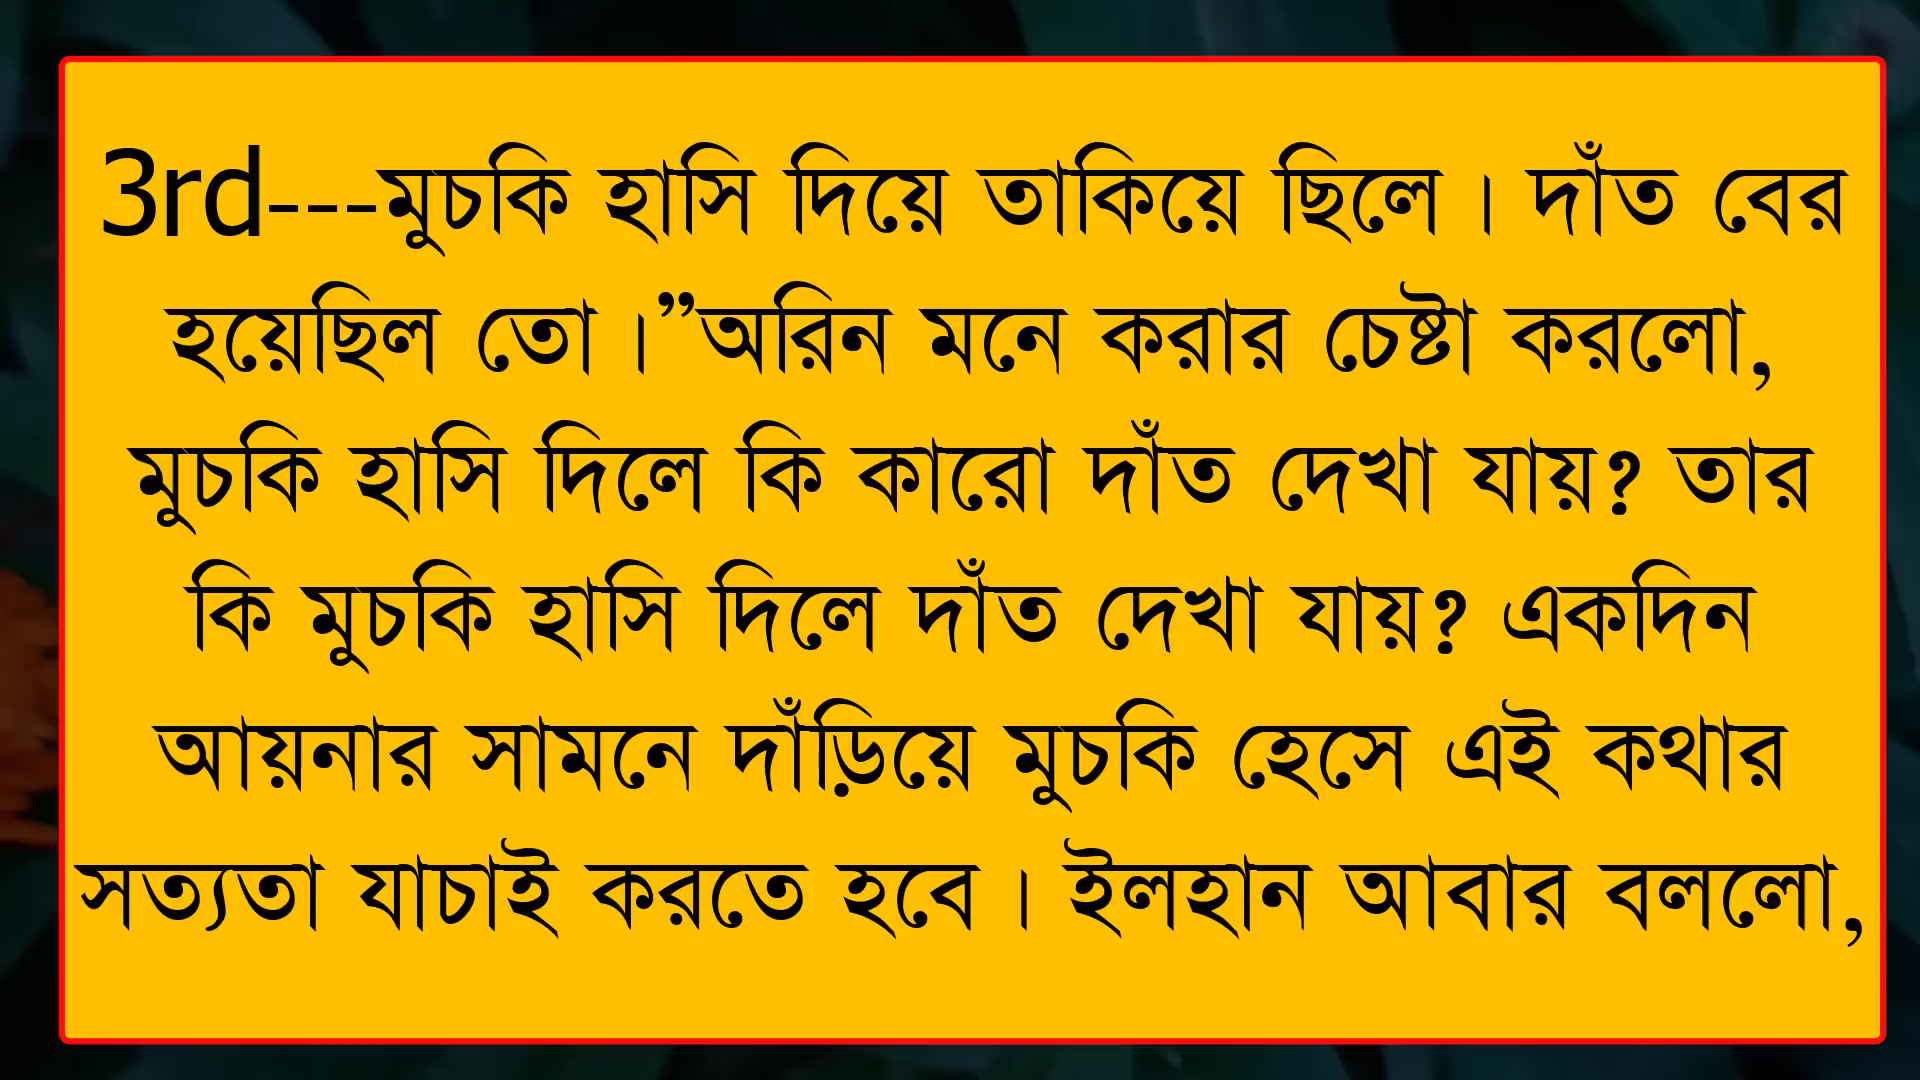 3rd---মুচকি হাসি দিয়ে তাকিয়ে ছিলে। দাঁত বের
হয়েছিল তো।”অরিন মনে করার চেষ্টা করলো,
মুচকি হাসি দিলে কি কারো দাঁত দেখা যায়? তার
কি মুচকি হাসি দিলে দাঁত দেখা যায়? একদিন
আয়নার সামনে দাঁড়িয়ে মুচকি হেসে এই কথার
সত্যতা যাচাই করতে হবে। ইলহান আবার বললো,